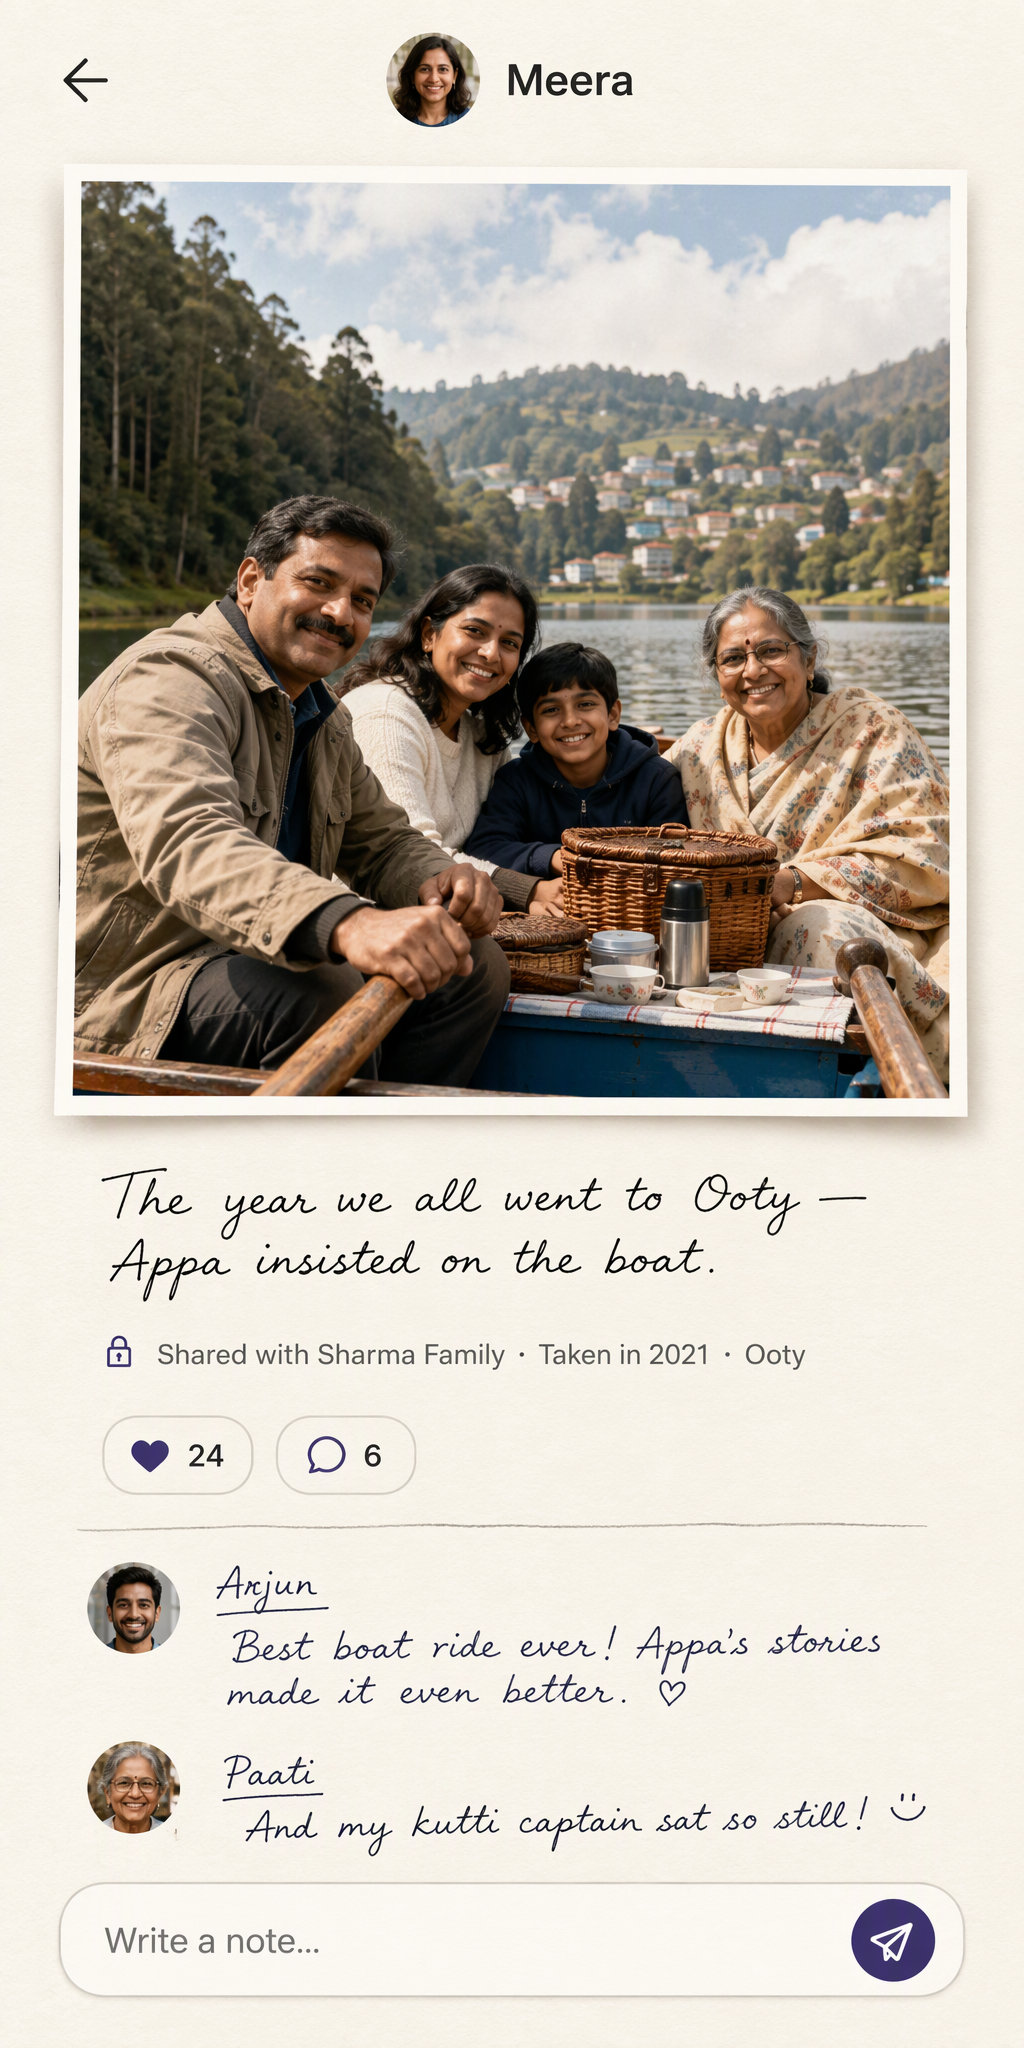 Meera
The year we all went to Ooty —
Appa insisted on the boat.
Shared with Sharma Family · Taken in 2021 · Ooty
24
6
Arjun
Best boat ride ever! Appa's stories
made it even better. ♡
Paati
And my kutti captain sat so still! ☺
Write a note...